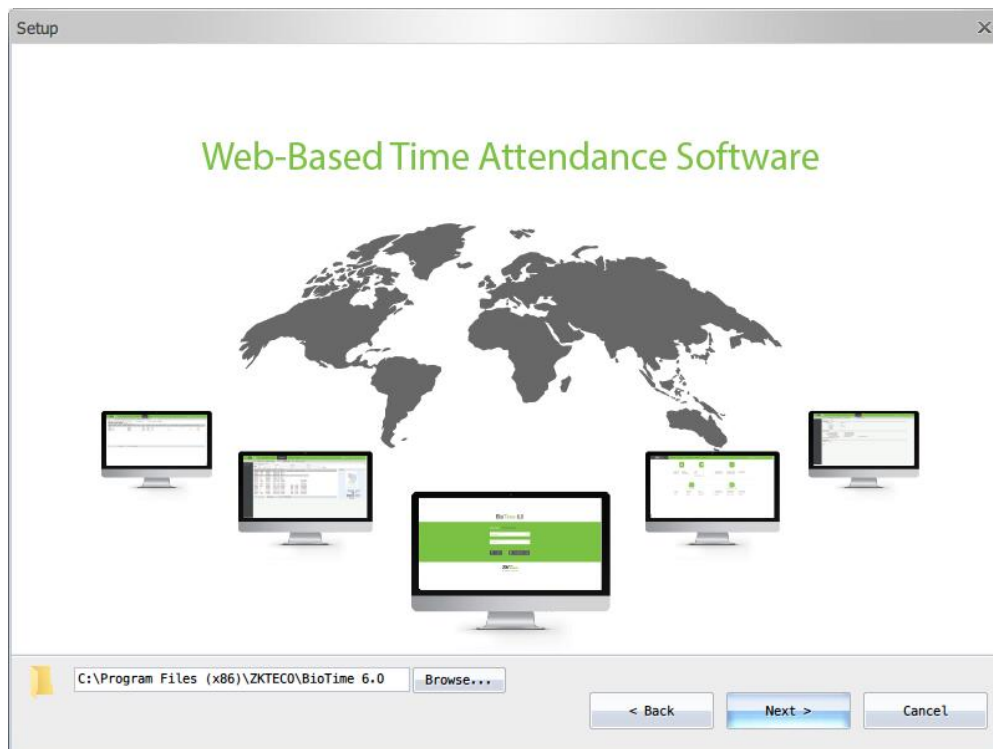 Setup
Web-Based Time Attendance Software
C:\Program Files (x86)\ZKTECO\BioTime 6.0
Browse...
< Back
Next >
Cancel